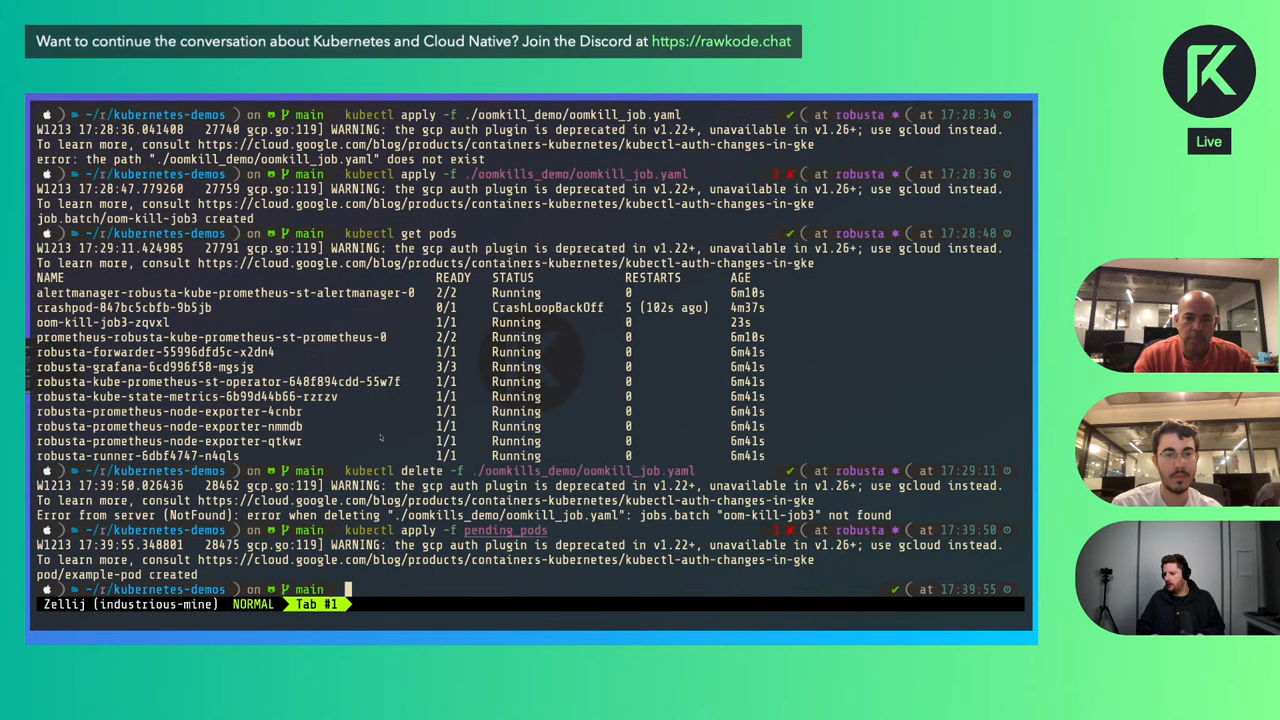 Want to continue the conversation about Kubernetes and Cloud Native? Join the Discord at https://rawkode.chat
Live
~/r/kubernetes-demos on main kubectl apply -f ./oomkill_demo/oomkill_job.yaml ✔ at robusta * at 17:28:34
W1213 17:28:36.041408 27740 gcp.go:119] WARNING: the gcp auth plugin is deprecated in v1.22+, unavailable in v1.26+; use gcloud instead.
To learn more, consult https://cloud.google.com/blog/products/containers-kubernetes/kubectl-auth-changes-in-gke
error: the path "./oomkill_demo/oomkill_job.yaml" does not exist
~/r/kubernetes-demos on main kubectl apply -f ./oomkills_demo/oomkill_job.yaml 1 ✘ at robusta * at 17:28:36
W1213 17:28:47.779260 27759 gcp.go:119] WARNING: the gcp auth plugin is deprecated in v1.22+, unavailable in v1.26+; use gcloud instead.
To learn more, consult https://cloud.google.com/blog/products/containers-kubernetes/kubectl-auth-changes-in-gke
job.batch/oom-kill-job3 created
~/r/kubernetes-demos on main kubectl get pods ✔ at robusta * at 17:28:48
W1213 17:29:11.424985 27791 gcp.go:119] WARNING: the gcp auth plugin is deprecated in v1.22+, unavailable in v1.26+; use gcloud instead.
To learn more, consult https://cloud.google.com/blog/products/containers-kubernetes/kubectl-auth-changes-in-gke
NAME READY STATUS RESTARTS AGE
alertmanager-robusta-kube-prometheus-st-alertmanager-0 2/2 Running 0 6m10s
crashpod-847bc5cbfb-9b5jb 0/1 CrashLoopBackOff 5 (102s ago) 4m37s
oom-kill-job3-zqvxl 1/1 Running 0 23s
prometheus-robusta-kube-prometheus-st-prometheus-0 2/2 Running 0 6m10s
robusta-forwarder-55996dfd5c-x2dn4 1/1 Running 0 6m41s
robusta-grafana-6cd996f58-mgsjg 3/3 Running 0 6m41s
robusta-kube-prometheus-st-operator-648f894cdd-55w7f 1/1 Running 0 6m41s
robusta-kube-state-metrics-6b99d44b66-rzrzv 1/1 Running 0 6m41s
robusta-prometheus-node-exporter-4cnbr 1/1 Running 0 6m41s
robusta-prometheus-node-exporter-nmmdb 1/1 Running 0 6m41s
robusta-prometheus-node-exporter-qtkwr 1/1 Running 0 6m41s
robusta-runner-6dbf4747-n4qls 1/1 Running 0 6m41s
~/r/kubernetes-demos on main kubectl delete -f ./oomkills_demo/oomkill_job.yaml ✔ at robusta * at 17:29:11
W1213 17:39:50.026436 28462 gcp.go:119] WARNING: the gcp auth plugin is deprecated in v1.22+, unavailable in v1.26+; use gcloud instead.
To learn more, consult https://cloud.google.com/blog/products/containers-kubernetes/kubectl-auth-changes-in-gke
Error from server (NotFound): error when deleting "./oomkills_demo/oomkill_job.yaml": jobs.batch "oom-kill-job3" not found
~/r/kubernetes-demos on main kubectl apply -f pending_pods 1 ✘ at robusta * at 17:39:50
W1213 17:39:55.348801 28475 gcp.go:119] WARNING: the gcp auth plugin is deprecated in v1.22+, unavailable in v1.26+; use gcloud instead.
To learn more, consult https://cloud.google.com/blog/products/containers-kubernetes/kubectl-auth-changes-in-gke
pod/example-pod created
~/r/kubernetes-demos on main ✔ at 17:39:55
Zellij (industrious-mine) NORMAL Tab #1